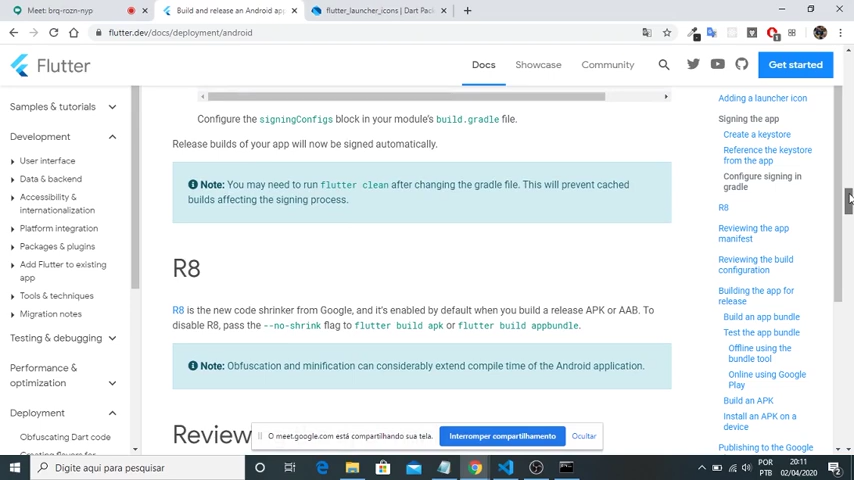 Meet: brq-rozn-nyp
Build and release an Android ap
flutter_launcher_icons | Dart Pack
flutter.dev/docs/deployment/android
Flutter
Docs
Showcase
Community
Get started
Samples & tutorials
Development
User interface
Data & backend
Accessibility &
internationalization
Platform integration
Packages & plugins
Add Flutter to existing
app
Tools & techniques
Migration notes
Testing & debugging
Performance &
optimization
Deployment
Obfuscating Dart code
Configure the signingConfigs block in your module's build.gradle file.
Release builds of your app will now be signed automatically.
Note: You may need to run flutter clean after changing the gradle file. This will prevent cached
builds affecting the signing process.
R8
R8 is the new code shrinker from Google, and it's enabled by default when you build a release APK or AAB. To
disable R8, pass the --no-shrink flag to flutter build apk or flutter build appbundle.
Note: Obfuscation and minification can considerably extend compile time of the Android application.
Review
Adding a launcher icon
Signing the app
Create a keystore
Reference the keystore
from the app
Configure signing in
gradle
R8
Reviewing the app
manifest
Reviewing the build
configuration
Building the app for
release
Build an app bundle
Test the app bundle
Offline using the
bundle tool
Online using Google
Play
Build an APK
Install an APK on a
device
Publishing to the Google
O meet.google.com está compartilhando sua tela.
Interromper compartilhamento
Ocultar
Digite aqui para pesquisar
POR
PTB
20:11
02/04/2020
2